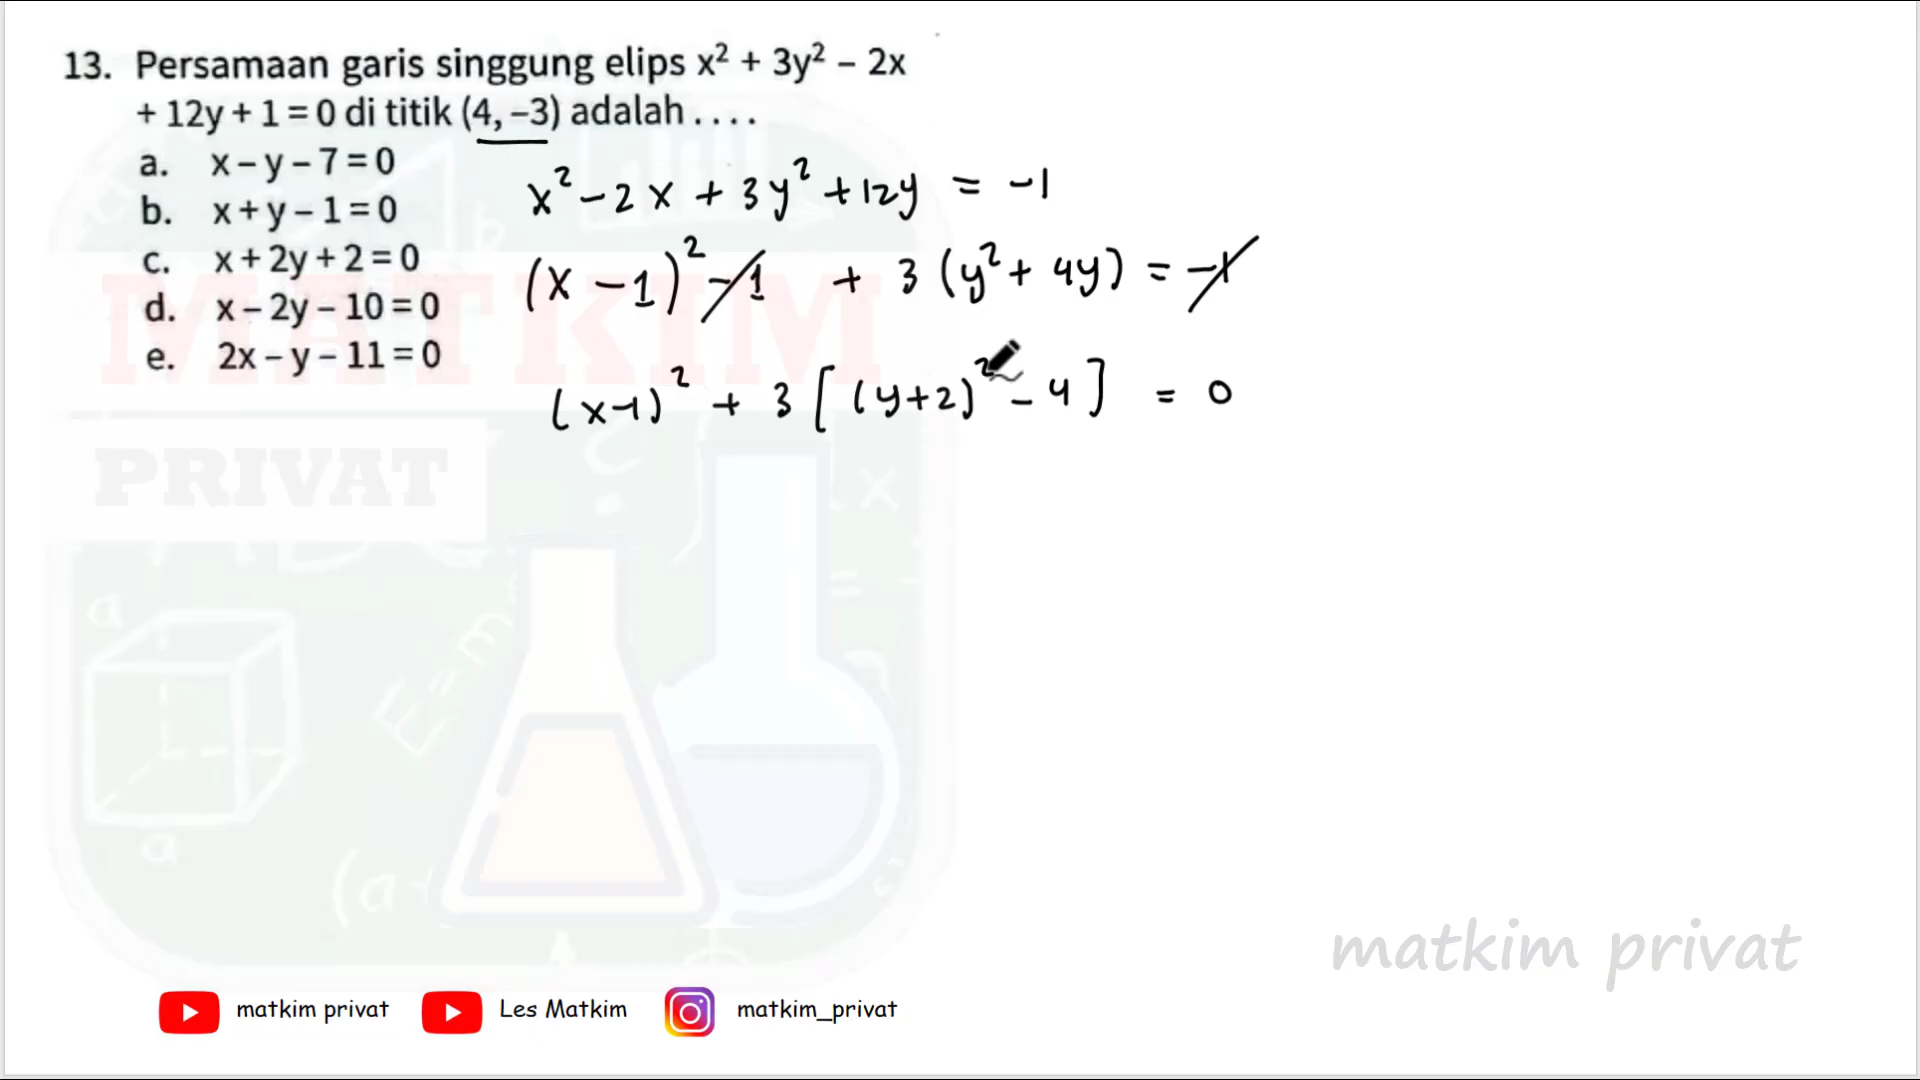 13. Persamaan garis singgung elips x² + 3y² – 2x
+ 12y + 1 = 0 di titik (4, –3) adalah . . . .
a. x – y – 7 = 0
b. x + y – 1 = 0
c. x + 2y + 2 = 0
d. x – 2y – 10 = 0
e. 2x – y – 11 = 0
x² – 2x + 3y² + 12y = –1
(x – 1)² – 1 + 3 (y² + 4y) = –1
(x–1)² + 3 [(y+2)² – 4] = 0
MATKIM
PRIVAT
a
a
E=m
(a+
x
b
matkim privat
matkim privat
Les Matkim
matkim_privat